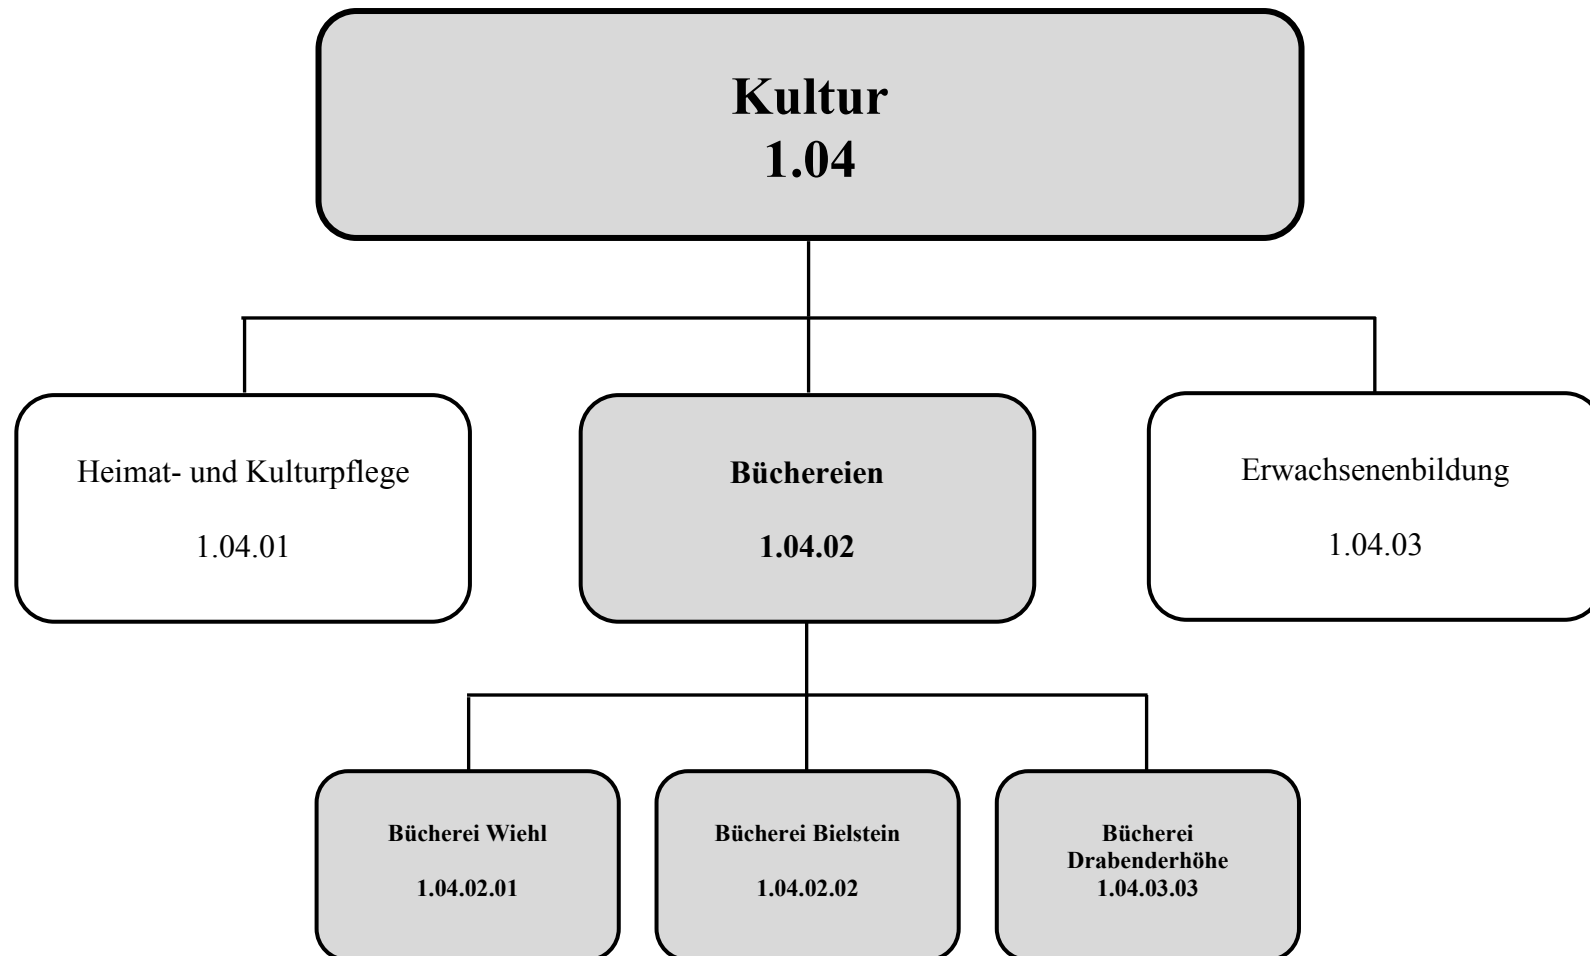 Kultur
1.04
Heimat- und Kulturpflege
1.04.01
Büchereien
1.04.02
Erwachsenenbildung
1.04.03
Bücherei Wiehl
1.04.02.01
Bücherei Bielstein
1.04.02.02
Bücherei
Drabenderhöhe
1.04.03.03